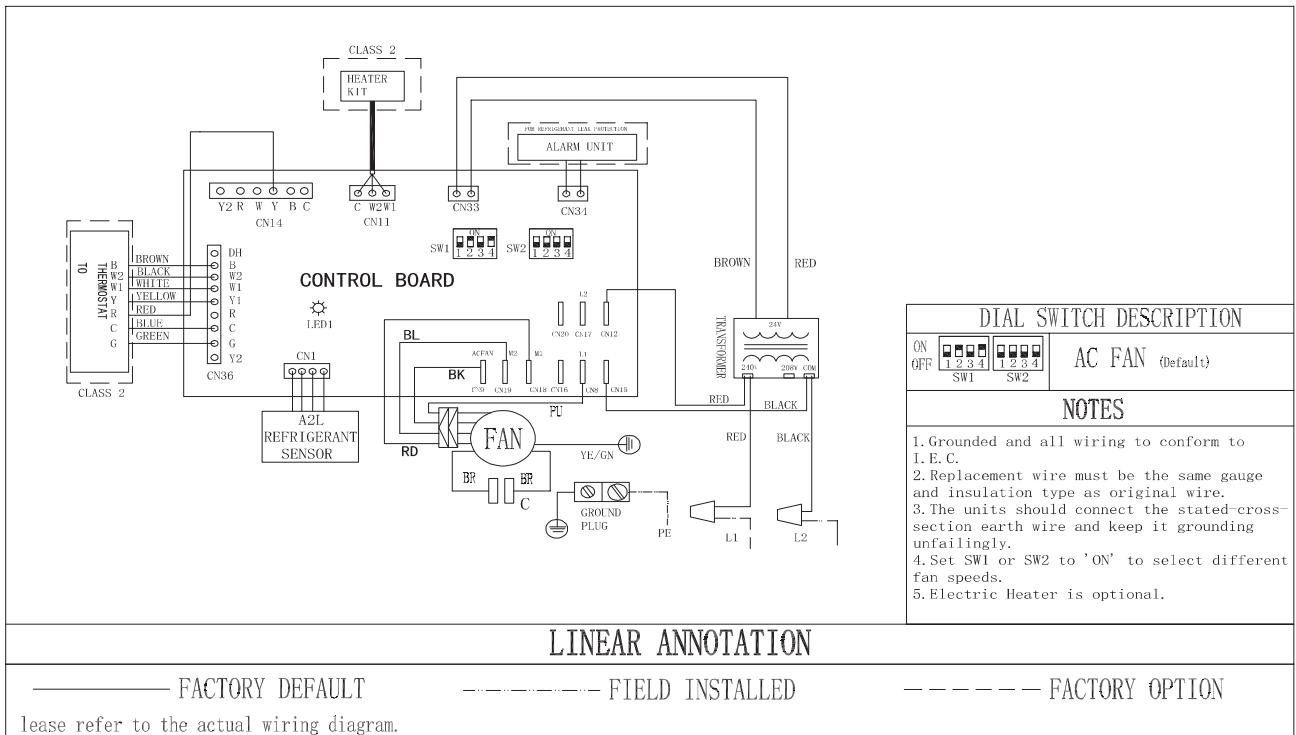 CLASS 2
HEATER
KIT
FOR REFRIGERANT LEAK PROTECTION
ALARM UNIT
Y2 R W Y B C
CN14
C W2W1
CN11
CN33
CN34
ON
SW1
1 2 3 4
ON
SW2
1 2 3 4
CONTROL BOARD
LED1
TO
THERMOSTAT
B
W2
W1
Y
R
C
G
BROWN
BLACK
WHITE
YELLOW
RED
BLUE
GREEN
CLASS 2
DH
B
W2
W1
Y1
R
C
G
Y2
CN36
CN1
A2L
REFRIGERANT
SENSOR
BL
BK
RD
PU
L2
CN20 CN17 CN12
ACFAN M2 M1 L1
CN9 CN19 CN18 CN16 CN8 CN15
FAN
YE/GN
BR
BR
C
GROUND
PLUG
PE
BROWN
RED
TRANSFORMER
24V
240V 208V COM
RED
BLACK
RED
BLACK
L1
L2
DIAL SWITCH DESCRIPTION
ON
OFF
1 2 3 4
1 2 3 4
SW1
SW2
AC FAN (Default)
NOTES
1.Grounded and all wiring to conform to
I.E.C.
2.Replacement wire must be the same gauge
and insulation type as original wire.
3.The units should connect the stated-cross-
section earth wire and keep it grounding
unfailingly.
4.Set SW1 or SW2 to 'ON' to select different
fan speeds.
5.Electric Heater is optional.
LINEAR ANNOTATION
FACTORY DEFAULT
FIELD INSTALLED
FACTORY OPTION
lease refer to the actual wiring diagram.